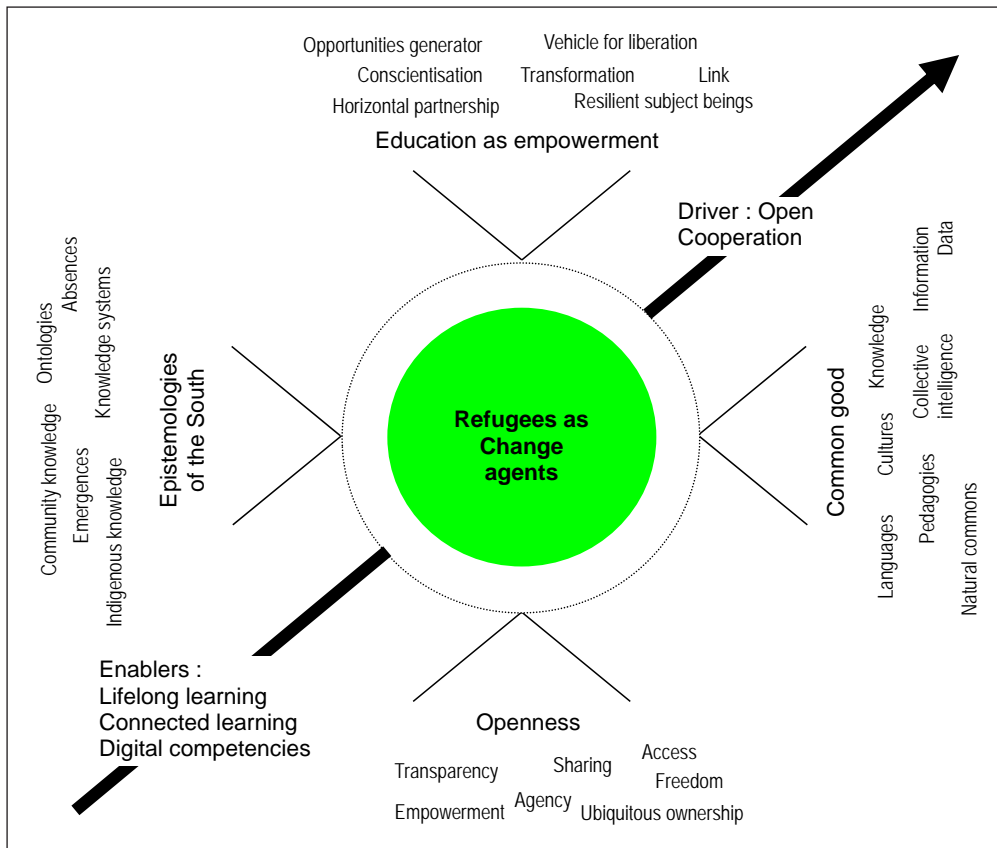 Opportunities generator
Vehicle for liberation
Conscientisation
Transformation
Link
Horizontal partnership
Resilient subject beings
Education as empowerment
Driver : Open
Cooperation
Absences
Ontologies
Knowledge systems
Community knowledge
Emergences
Indigenous knowledge
Epistemologies
of the South
Refugees as
Change
agents
Common good
Knowledge
Cultures
Languages
Information
Data
Collective
intelligence
Pedagogies
Natural commons
Enablers :
Lifelong learning
Connected learning
Digital competencies
Openness
Transparency
Sharing
Access
Freedom
Empowerment
Agency
Ubiquitous ownership